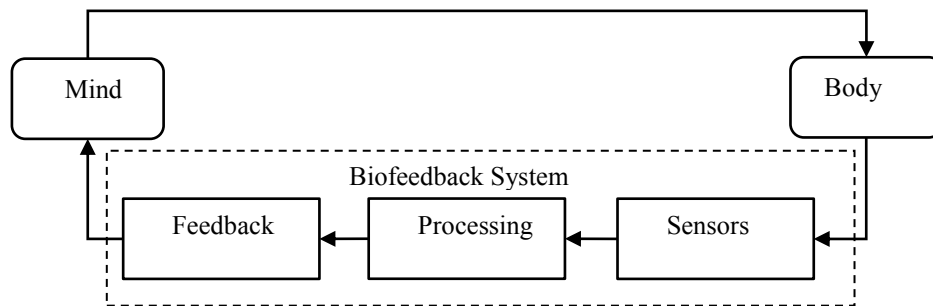 Mind
Body
Biofeedback System
Feedback
Processing
Sensors